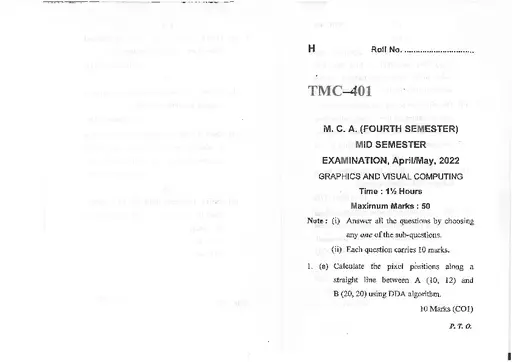 H Roll No. ..............................
TMC–401
M. C. A. (FOURTH SEMESTER)
MID SEMESTER
EXAMINATION, April/May, 2022
GRAPHICS AND VISUAL COMPUTING
Time : 1½ Hours
Maximum Marks : 50
Note : (i) Answer all the questions by choosing
any one of the sub-questions.
(ii) Each question carries 10 marks.
1. (a) Calculate the pixel positions along a
straight line between A (10, 12) and
B (20, 20) using DDA algorithm.
10 Marks (CO1)
P. T. O.